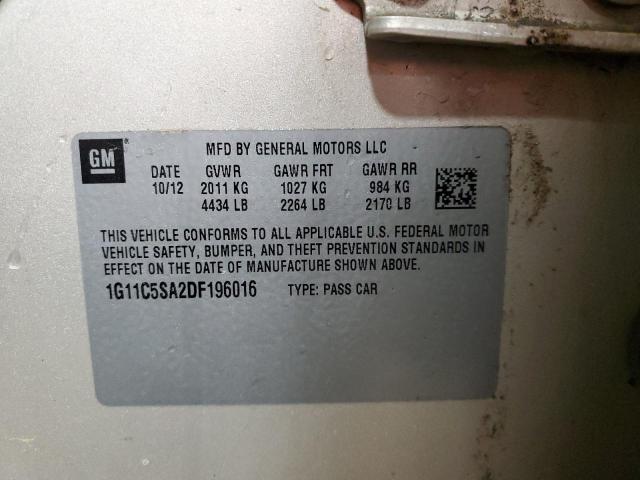 GM
MFD BY GENERAL MOTORS LLC
DATE GVWR GAWR FRT GAWR RR
10/12 2011 KG 1027 KG 984 KG
4434 LB 2264 LB 2170 LB
THIS VEHICLE CONFORMS TO ALL APPLICABLE U.S. FEDERAL MOTOR
VEHICLE SAFETY, BUMPER, AND THEFT PREVENTION STANDARDS IN
EFFECT ON THE DATE OF MANUFACTURE SHOWN ABOVE.
1G11C5SA2DF196016 TYPE: PASS CAR